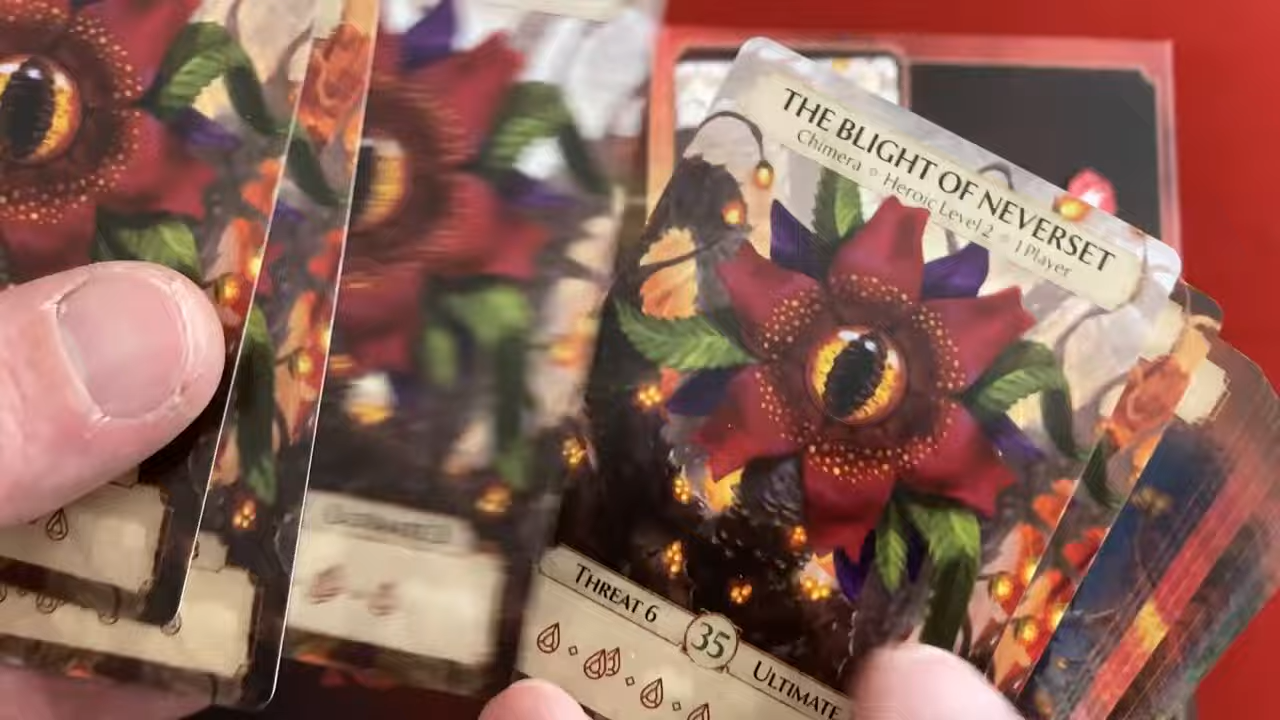 THE BLIGHT OF NEVERSET
Chimera ◦ Heroic Level 2 ◦ 1 Player
THREAT 6
35
ULTIMATE